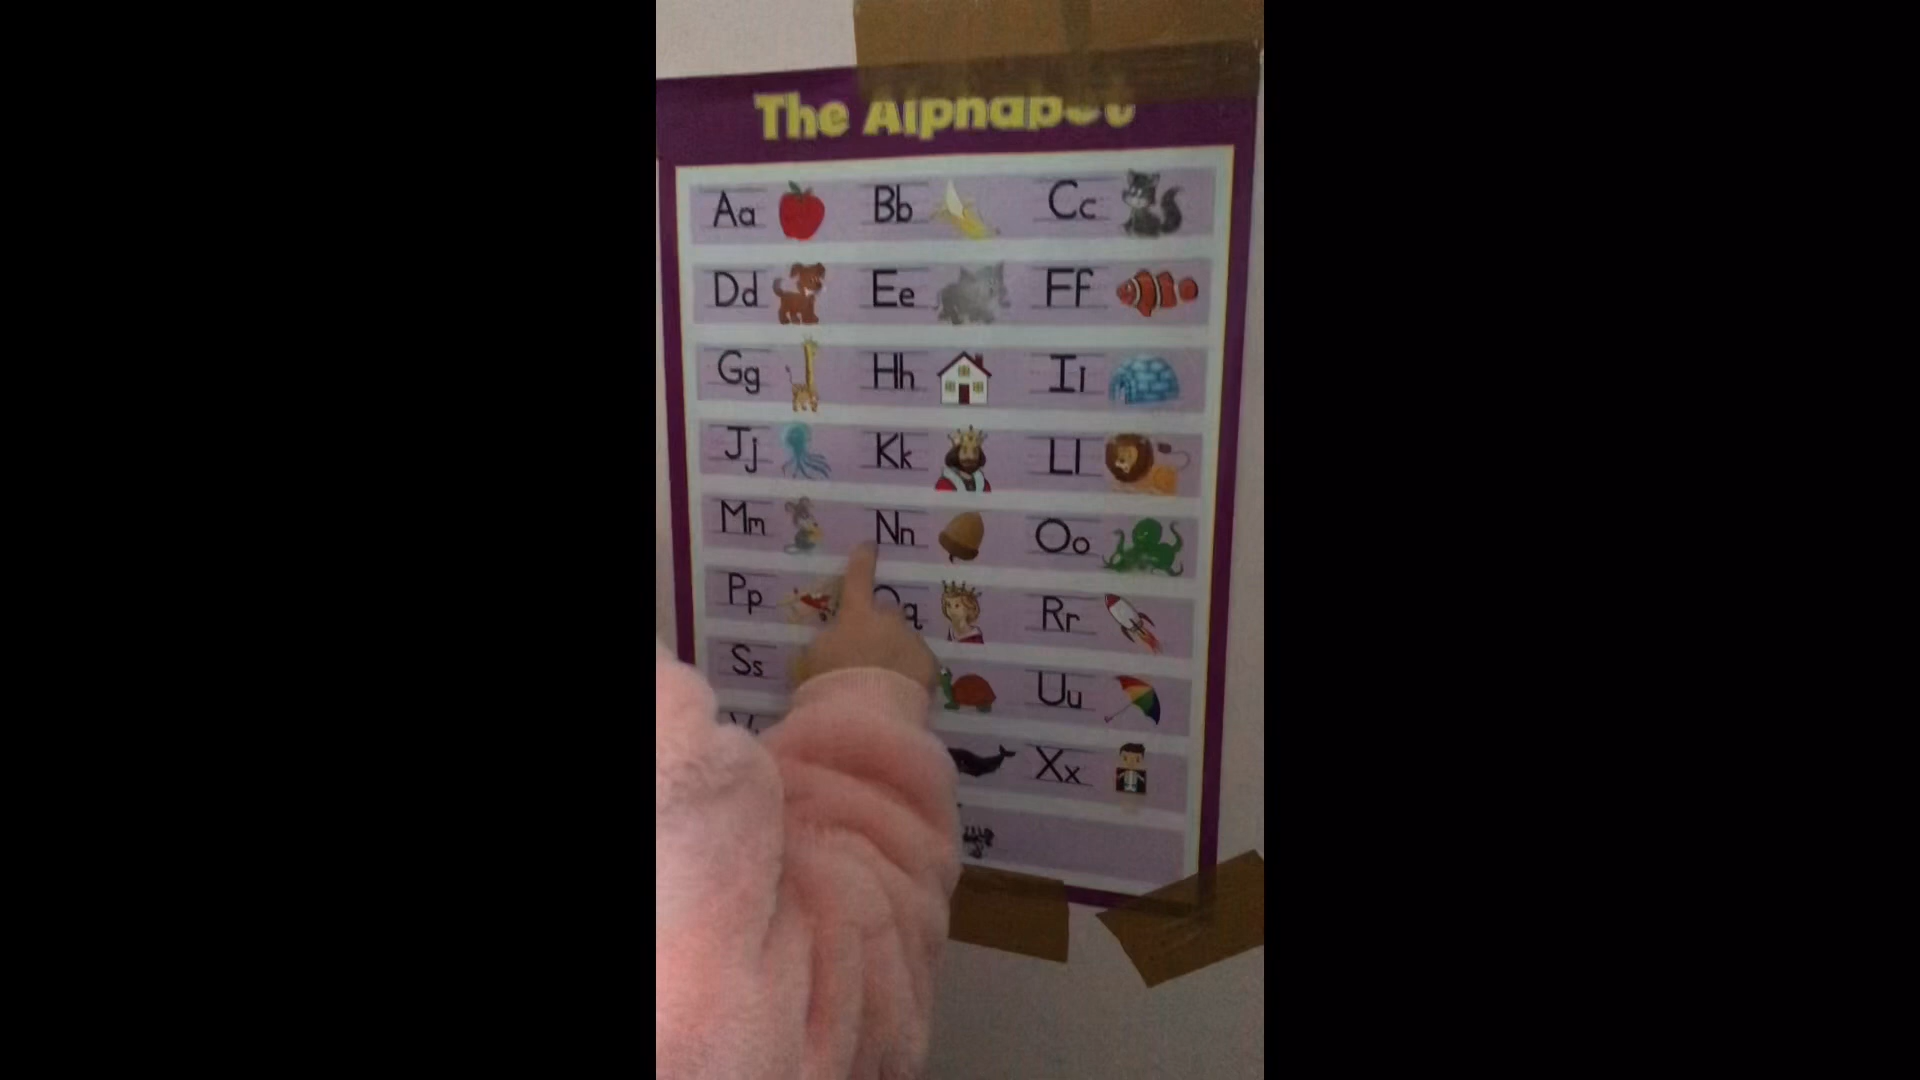 The Alphabet
Aa Bb Cc
Dd Ee Ff
Gg Hh Ii
Jj Kk Ll
Mm Nn Oo
Pp Qq Rr
Ss Uu
Xx